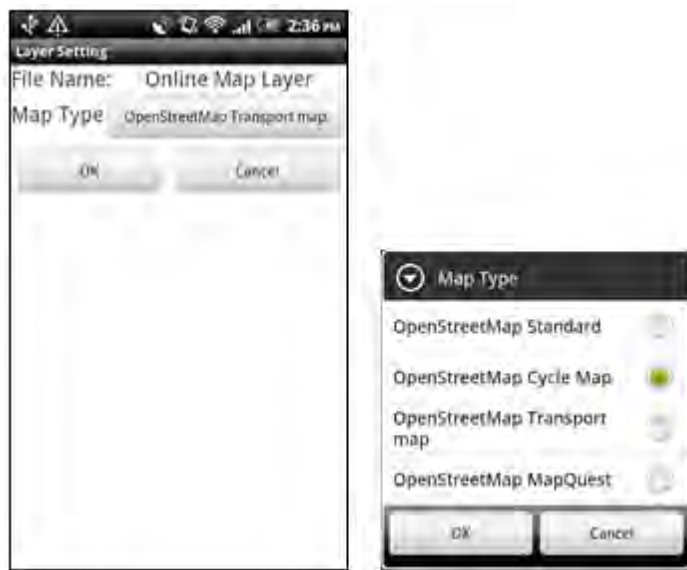 2:36 PM
Layer Setting
File Name: Online Map Layer
Map Type OpenStreetMap Transport map
OK Cancel
Map Type
OpenStreetMap Standard
OpenStreetMap Cycle Map
OpenStreetMap Transport
map
OpenStreetMap MapQuest
OK Cancel